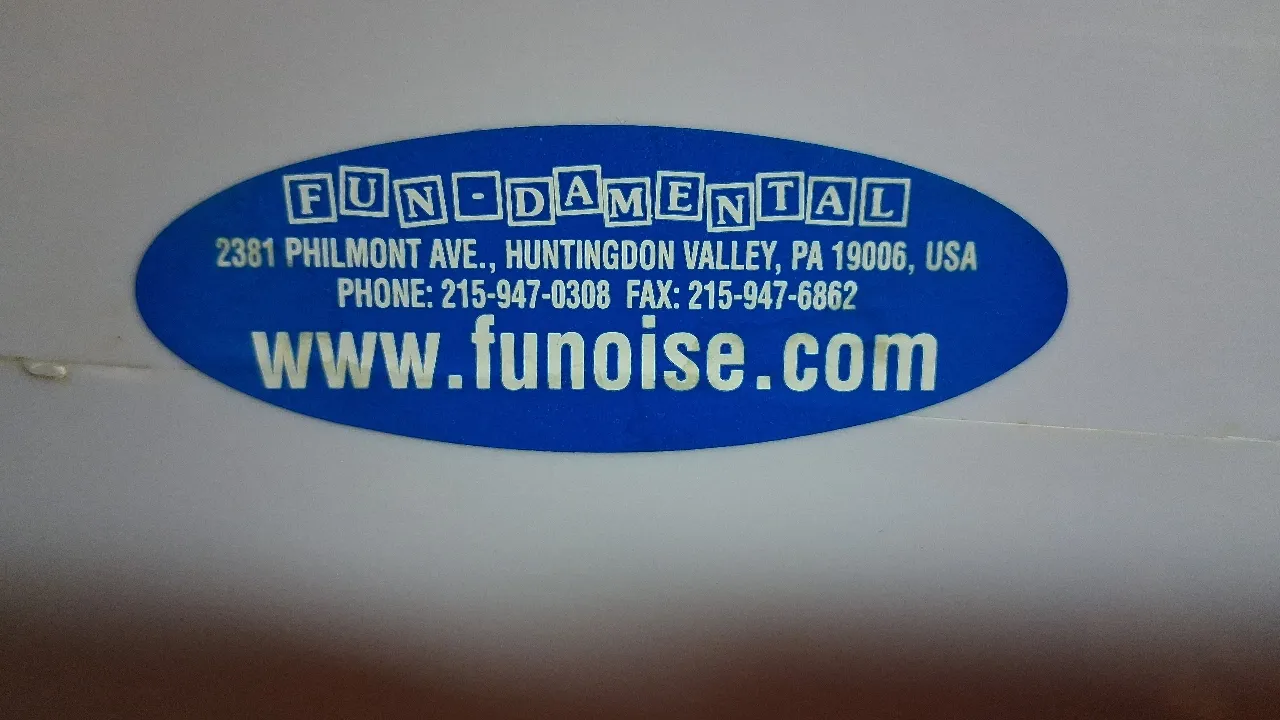 FUN-DAMENTAL
2381 PHILMONT AVE., HUNTINGDON VALLEY, PA 19006, USA
PHONE: 215-947-0308 FAX: 215-947-6862
www.funoise.com